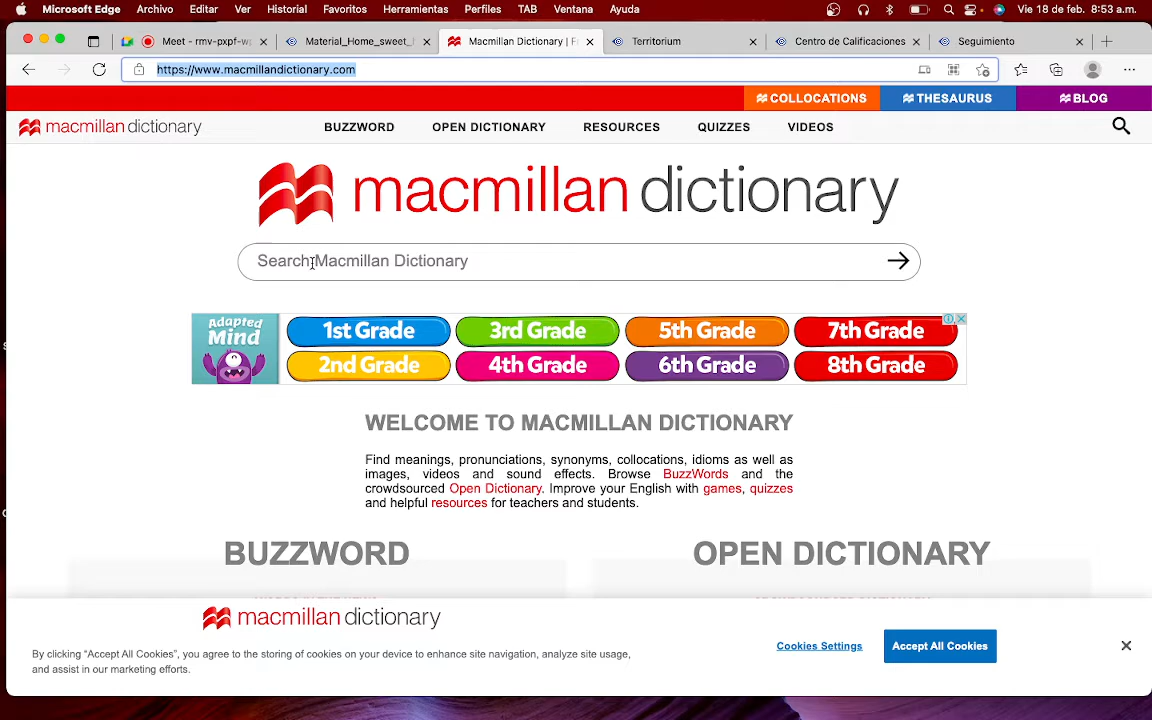 Microsoft Edge Archivo Editar Ver Historial Favoritos Herramientas Perfiles TAB Ventana Ayuda Vie 18 de feb. 8:53 a.m.
Meet - rmv-pxpf-w Material_Home_sweet_ Macmillan Dictionary | F Territorium Centro de Calificaciones Seguimiento
https://www.macmillandictionary.com
COLLOCATIONS THESAURUS BLOG
macmillan dictionary BUZZWORD OPEN DICTIONARY RESOURCES QUIZZES VIDEOS
macmillan dictionary
Search Macmillan Dictionary
Adapted Mind
1st Grade 3rd Grade 5th Grade 7th Grade
2nd Grade 4th Grade 6th Grade 8th Grade
WELCOME TO MACMILLAN DICTIONARY
Find meanings, pronunciations, synonyms, collocations, idioms as well as
images, videos and sound effects. Browse BuzzWords and the
crowdsourced Open Dictionary. Improve your English with games, quizzes
and helpful resources for teachers and students.
BUZZWORD OPEN DICTIONARY
macmillan dictionary
By clicking “Accept All Cookies”, you agree to the storing of cookies on your device to enhance site navigation, analyze site usage,
and assist in our marketing efforts.
Cookies Settings Accept All Cookies